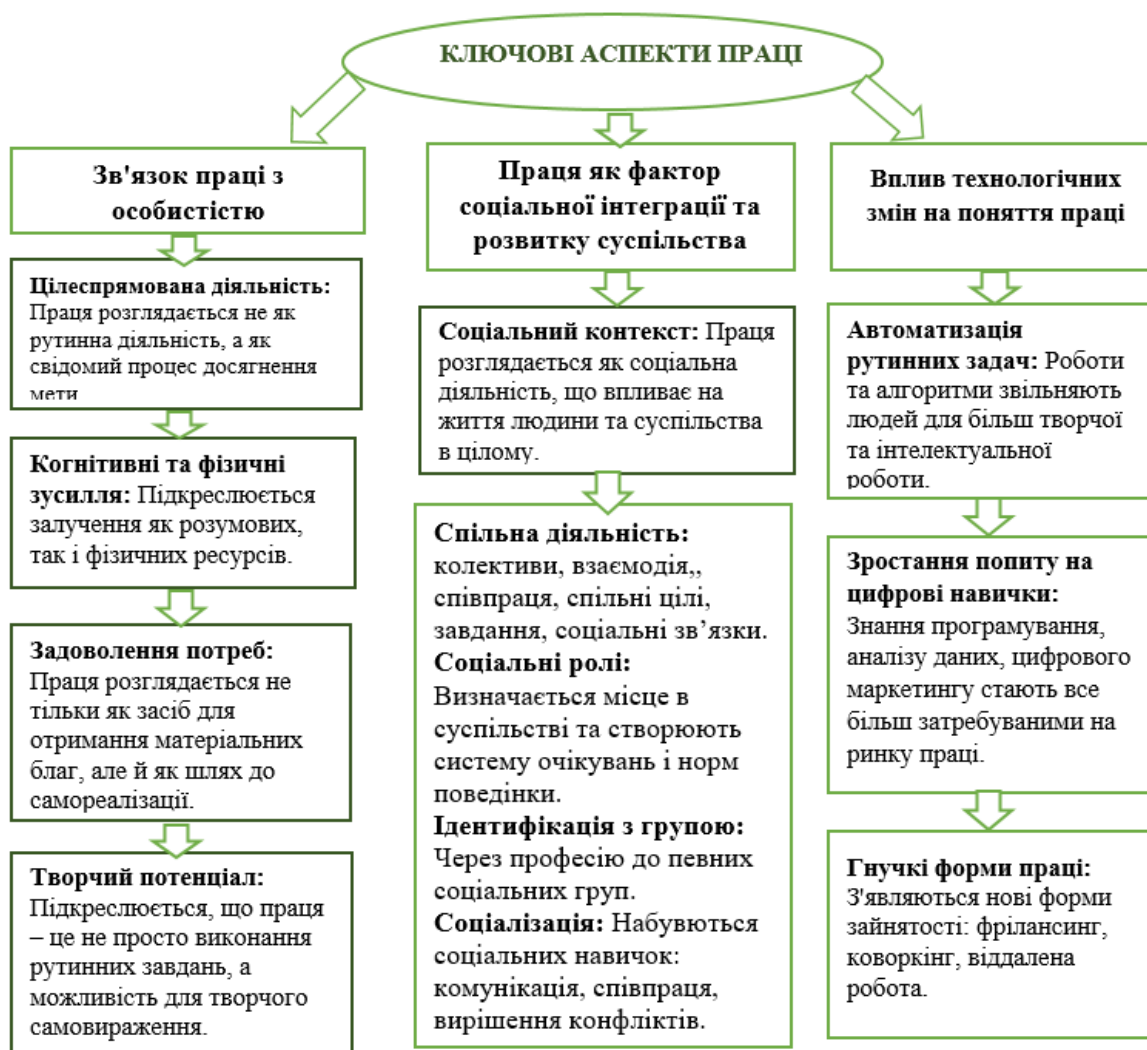 КЛЮЧОВІ АСПЕКТИ ПРАЦІ
Зв'язок праці з
особистістю
Цілеспрямована діяльність:
Праця розглядається не як
рутинна діяльність, а як
свідомий процес досягнення
мети
Когнітивні та фізичні
зусилля: Підкреслюється
залучення як розумових,
так і фізичних ресурсів.
Задоволення потреб:
Праця розглядається не
тільки як засіб для
отримання матеріальних
благ, але й як шлях до
самореалізації.
Творчий потенціал:
Підкреслюється, що праця
– це не просто виконання
рутинних завдань, а
можливість для творчого
самовираження.
Праця як фактор
соціальної інтеграції та
розвитку суспільства
Соціальний контекст: Праця
розглядається як соціальна
діяльність, що впливає на
життя людини та суспільства
в цілому.
Спільна діяльність:
колективи, взаємодія,,
співпраця, спільні цілі,
завдання, соціальні зв’язки.
Соціальні ролі:
Визначається місце в
суспільстві та створюють
систему очікувань і норм
поведінки.
Ідентифікація з групою:
Через професію до певних
соціальних груп.
Соціалізація: Набувються
соціальних навичок:
комунікація, співпраця,
вирішення конфліктів.
Вплив технологічних
змін на поняття праці
Автоматизація
рутинних задач: Роботи
та алгоритми звільняють
людей для більш творчої
та інтелектуальної
роботи.
Зростання попиту на
цифрові навички:
Знання програмування,
аналізу даних, цифрового
маркетингу стають все
більш затребуваними на
ринку праці.
Гнучкі форми праці:
З'являються нові форми
зайнятості: фрілансинг,
коворкінг, віддалена
робота.